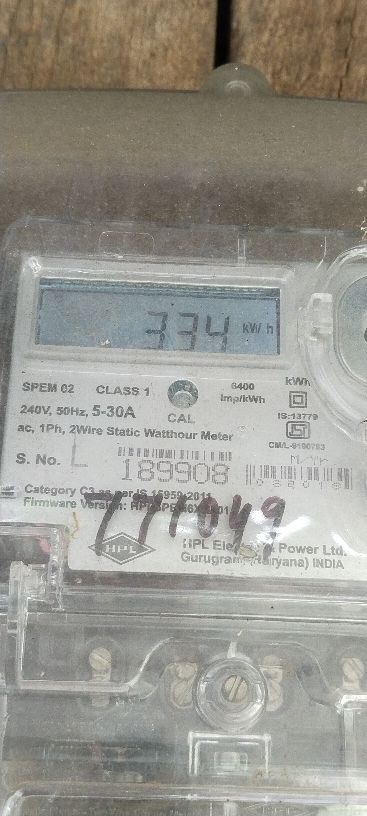 334 kWh
SPEM 02 CLASS 1 6400 imp/kWh kWh
240V, 50Hz, 5-30A CAL IS:13779
ac, 1Ph, 2Wire Static Watthour Meter
S. No. L 189908
Category C3 as per IS 15959:2011
Firmware Version:
HPL
HPL Power Ltd.
Gurugram (Haryana) INDIA